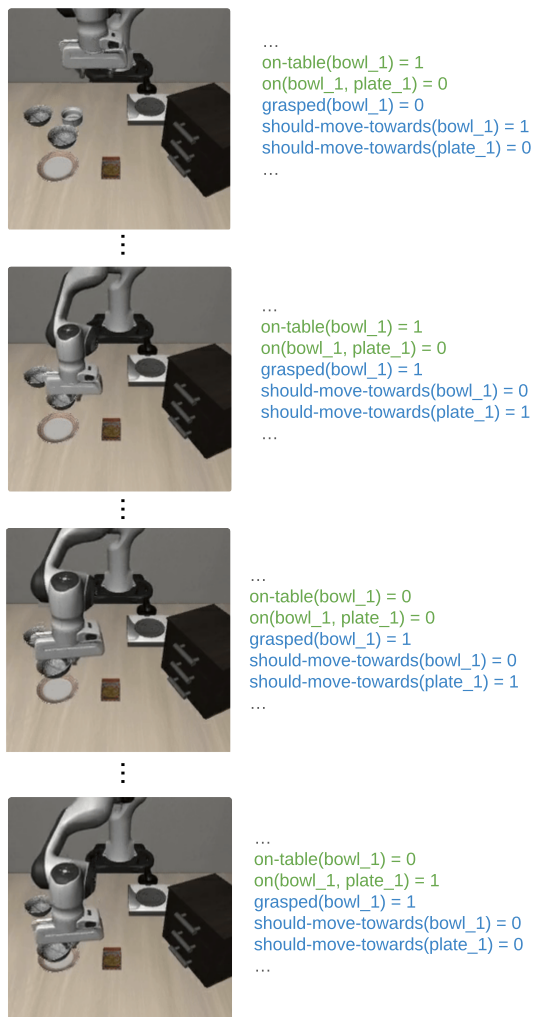 ...
on-table(bowl_1) = 1
on(bowl_1, plate_1) = 0
grasped(bowl_1) = 0
should-move-towards(bowl_1) = 1
should-move-towards(plate_1) = 0
...
...
on-table(bowl_1) = 1
on(bowl_1, plate_1) = 0
grasped(bowl_1) = 1
should-move-towards(bowl_1) = 0
should-move-towards(plate_1) = 1
...
...
on-table(bowl_1) = 0
on(bowl_1, plate_1) = 0
grasped(bowl_1) = 1
should-move-towards(bowl_1) = 0
should-move-towards(plate_1) = 1
...
...
on-table(bowl_1) = 0
on(bowl_1, plate_1) = 1
grasped(bowl_1) = 1
should-move-towards(bowl_1) = 0
should-move-towards(plate_1) = 0
...